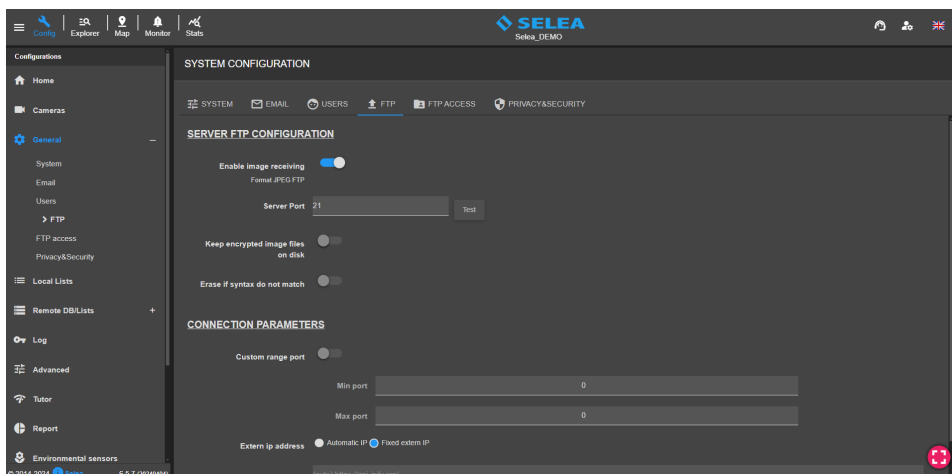 Config
Explorer
Map
Monitor
Stats
SELEA
Selea_DEMO
Configurations
Home
Cameras
General
System
Email
Users
FTP
FTP access
Privacy&Security
Local Lists
Remote DB/Lists
Log
Advanced
Tutor
Report
Environmental sensors
© 2014-2024 Selea
SYSTEM CONFIGURATION
SYSTEM
EMAIL
USERS
FTP
FTP ACCESS
PRIVACY&SECURITY
SERVER FTP CONFIGURATION
Enable image receiving
Format JPEG FTP
Server Port 21 Test
Keep encrypted image files
on disk
Erase if syntax do not match
CONNECTION PARAMETERS
Custom range port
Min port 0
Max port 0
Extern ip address Automatic IP Fixed extern IP